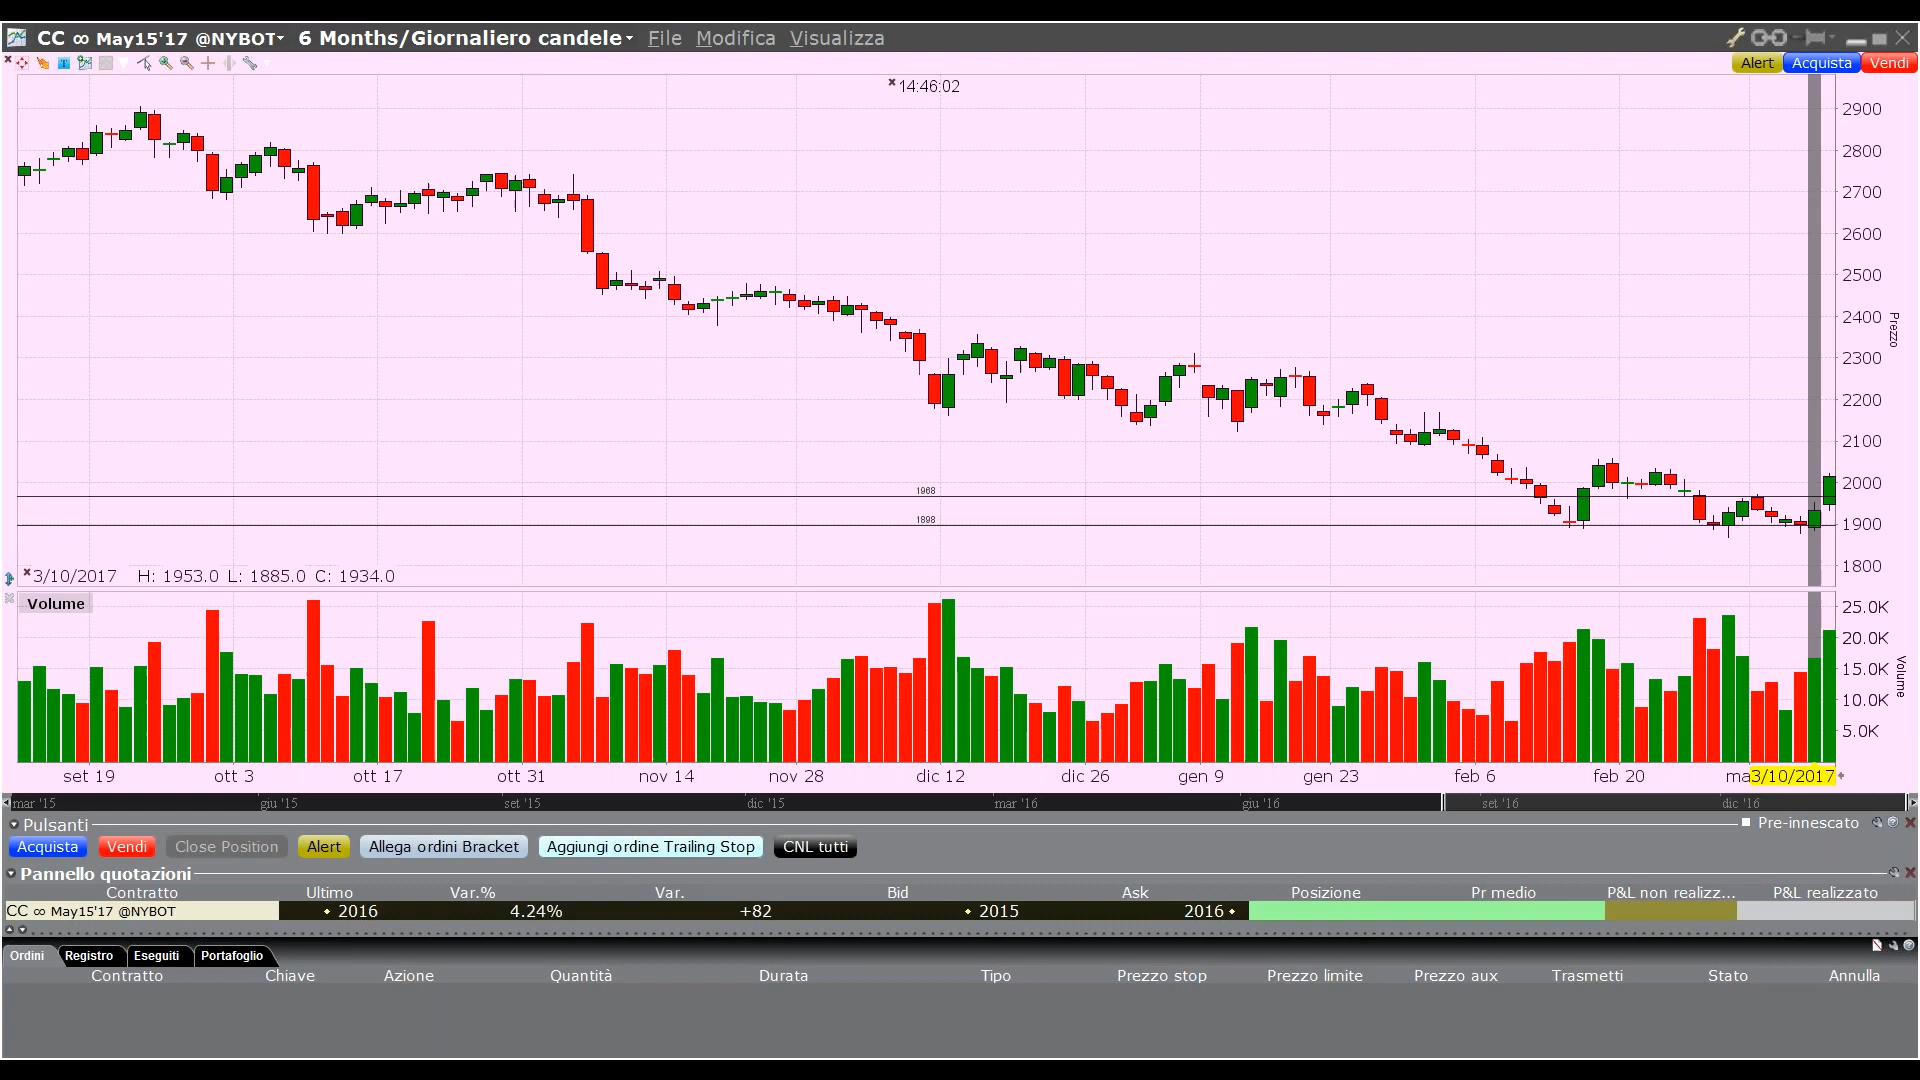 CC ∞ May15'17 @NYBOT 6 Months/Giornaliero candele File Modifica Visualizza
Alert Acquista Vendi
14:46:02
2900
2800
2700
2600
2500
2400
2300
2200
2100
2000
1900
1800
Prezzo
1968
1898
3/10/2017 H: 1953.0 L: 1885.0 C: 1934.0
Volume
25.0K
20.0K
15.0K
10.0K
5.0K
Volume
set 19 ott 3 ott 17 ott 31 nov 14 nov 28 dic 12 dic 26 gen 9 gen 23 feb 6 feb 20 ma 3/10/2017
mar '15 giu '15 set '15 dic '15 mar '16 giu '16 set '16 dic '16
Pulsanti Pre-innescato
Acquista Vendi Close Position Alert Allega ordini Bracket Aggiungi ordine Trailing Stop CNL tutti
Pannello quotazioni
Contratto Ultimo Var.% Var. Bid Ask Posizione Pr medio P&L non realizz... P&L realizzato
CC ∞ May15'17 @NYBOT 2016 4.24% +82 2015 2016
Ordini Registro Eseguiti Portafoglio
Contratto Chiave Azione Quantità Durata Tipo Prezzo stop Prezzo limite Prezzo aux Trasmetti Stato Annulla